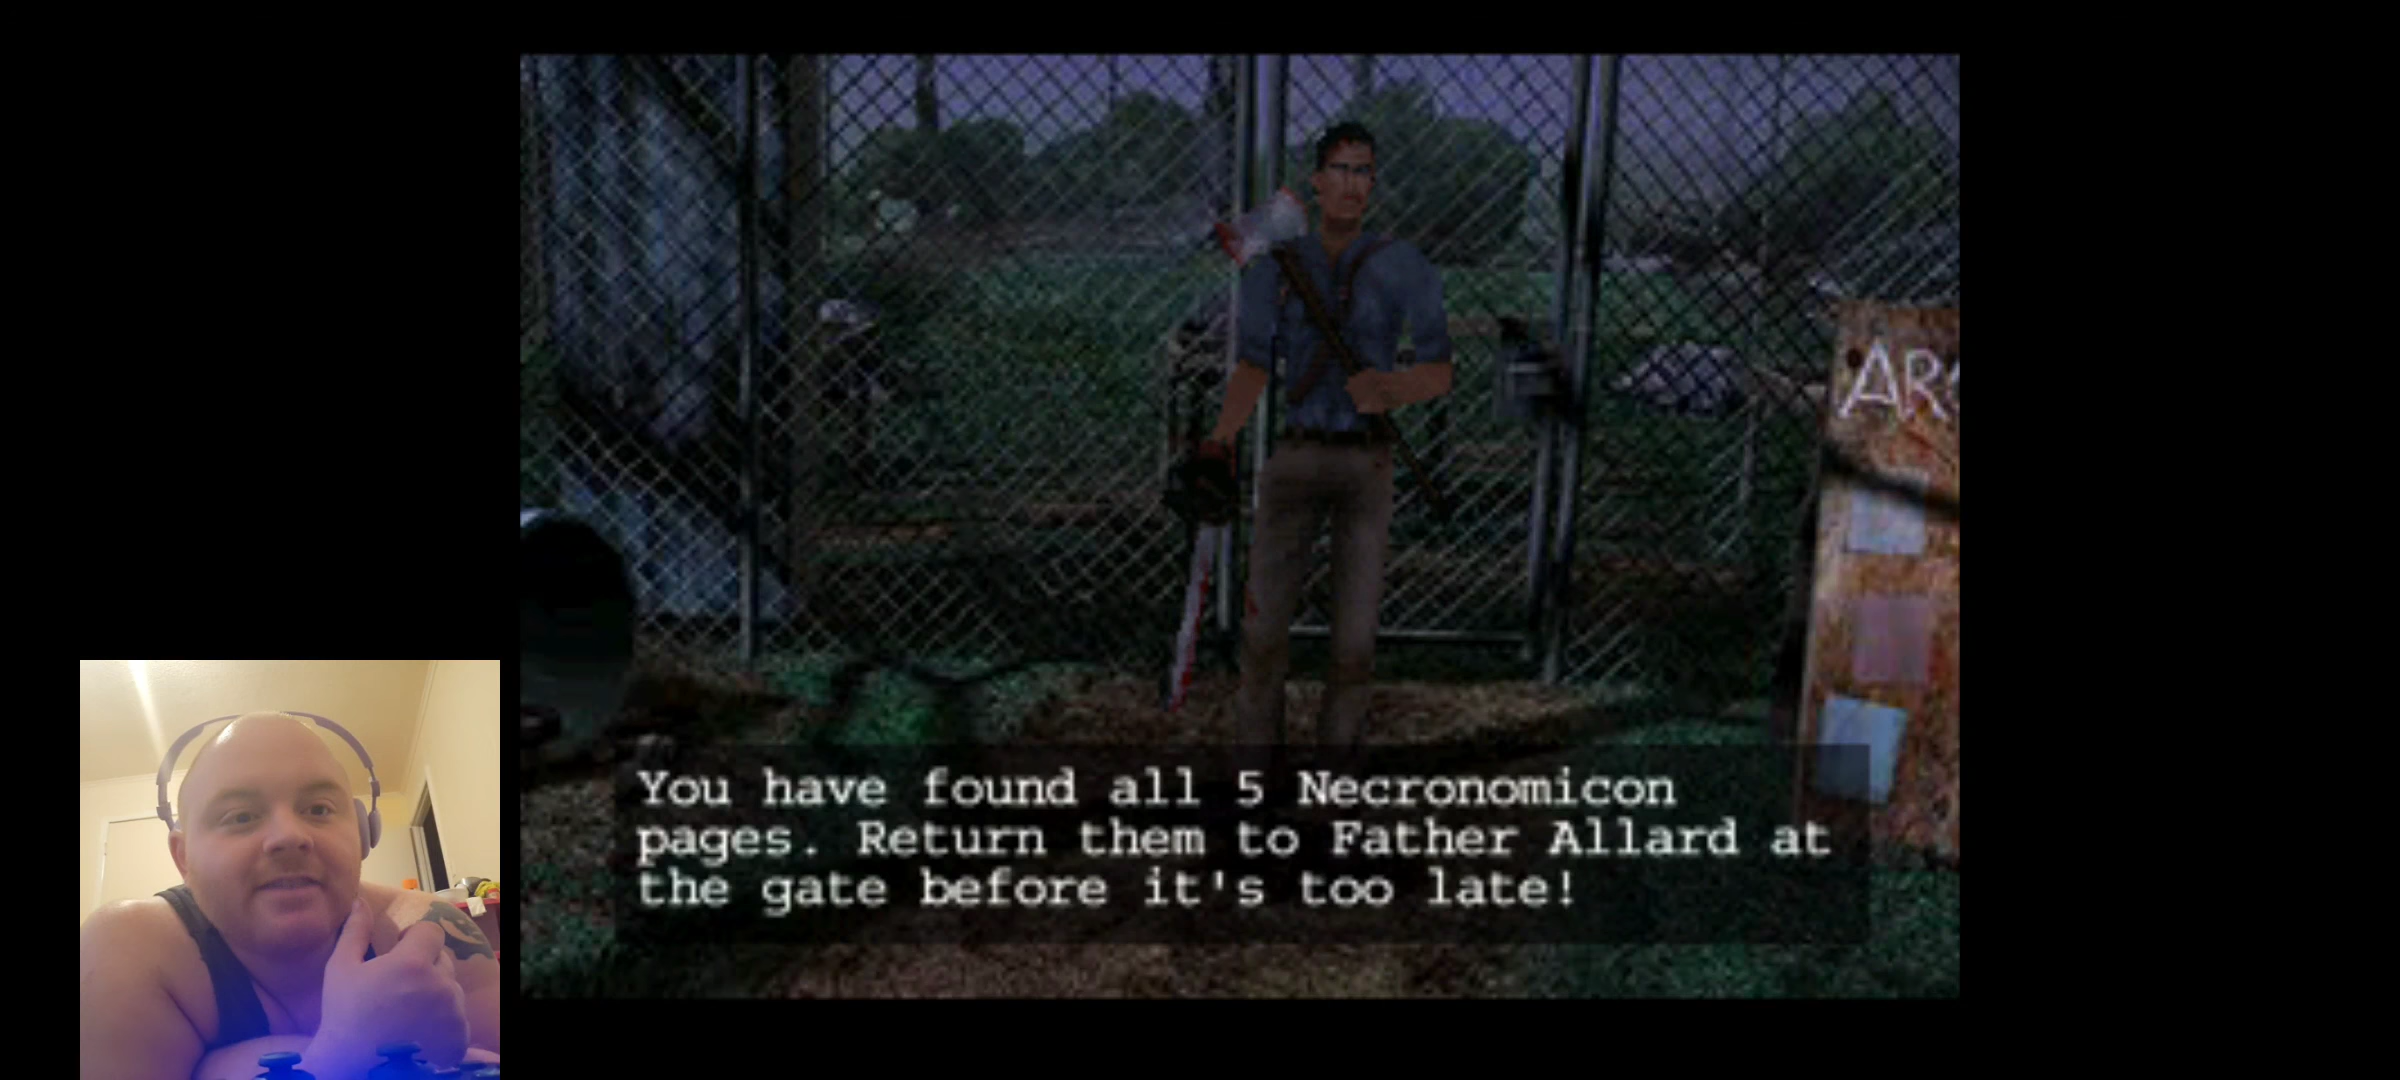 AR
You have found all 5 Necronomicon
pages. Return them to Father Allard at
the gate before it's too late!